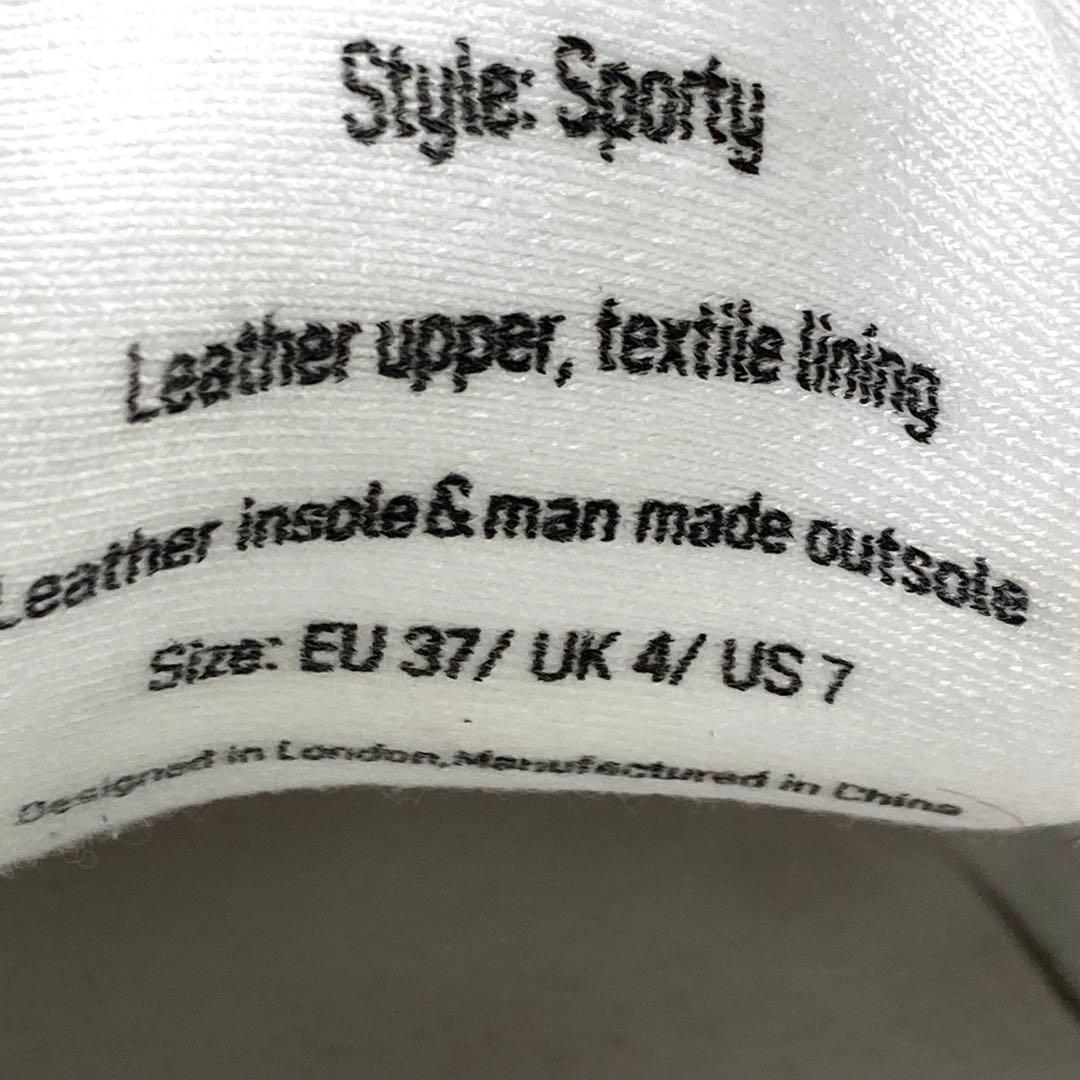 Style: Sporty
Leather upper, textile lining
Leather insole & man made outsole
Size: EU 37/ UK 4/ US 7
Designed in London,Manufactured in China